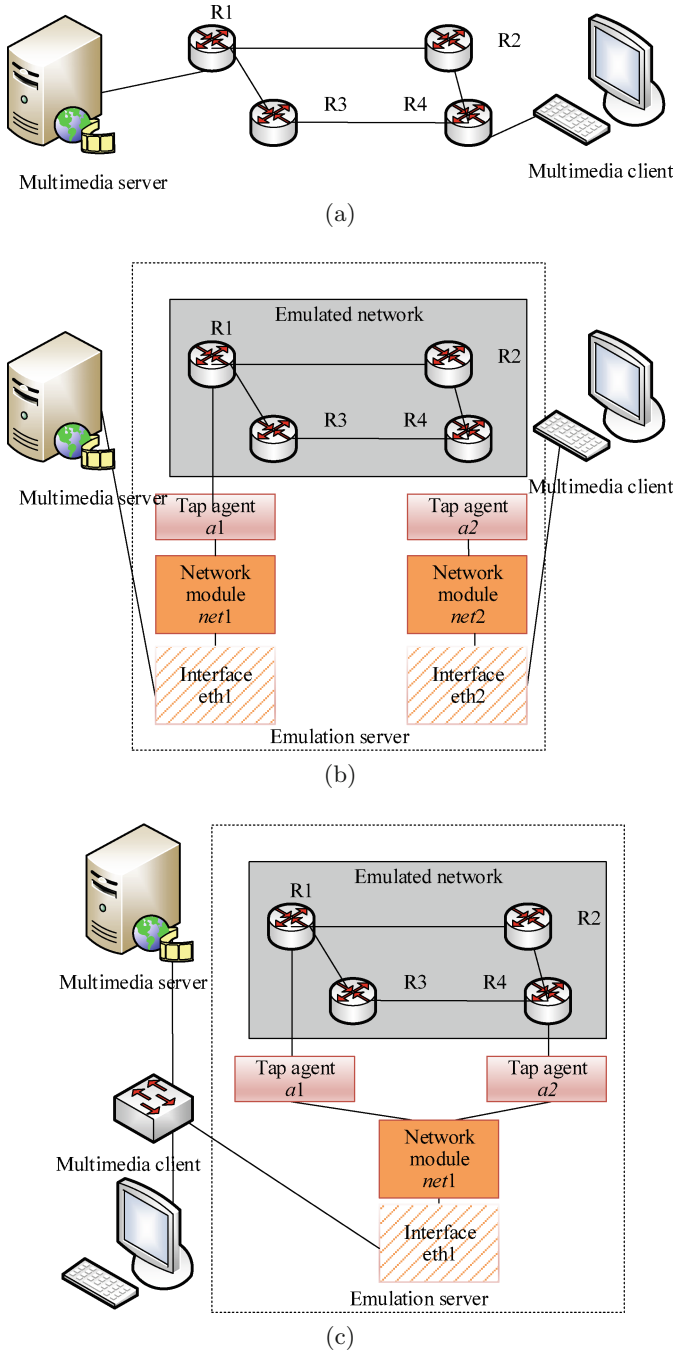 R1
R2
R3
R4
Multimedia server
Multimedia client
(a)
Emulated network
R1
R2
R3
R4
Multimedia server
Multimedia client
Tap agent
a1
Tap agent
a2
Network
module
net1
Network
module
net2
Interface
eth1
Interface
eth2
Emulation server
(b)
Emulated network
R1
R2
R3
R4
Multimedia server
Tap agent
a1
Tap agent
a2
Network
module
net1
Multimedia client
Interface
eth1
Emulation server
(c)